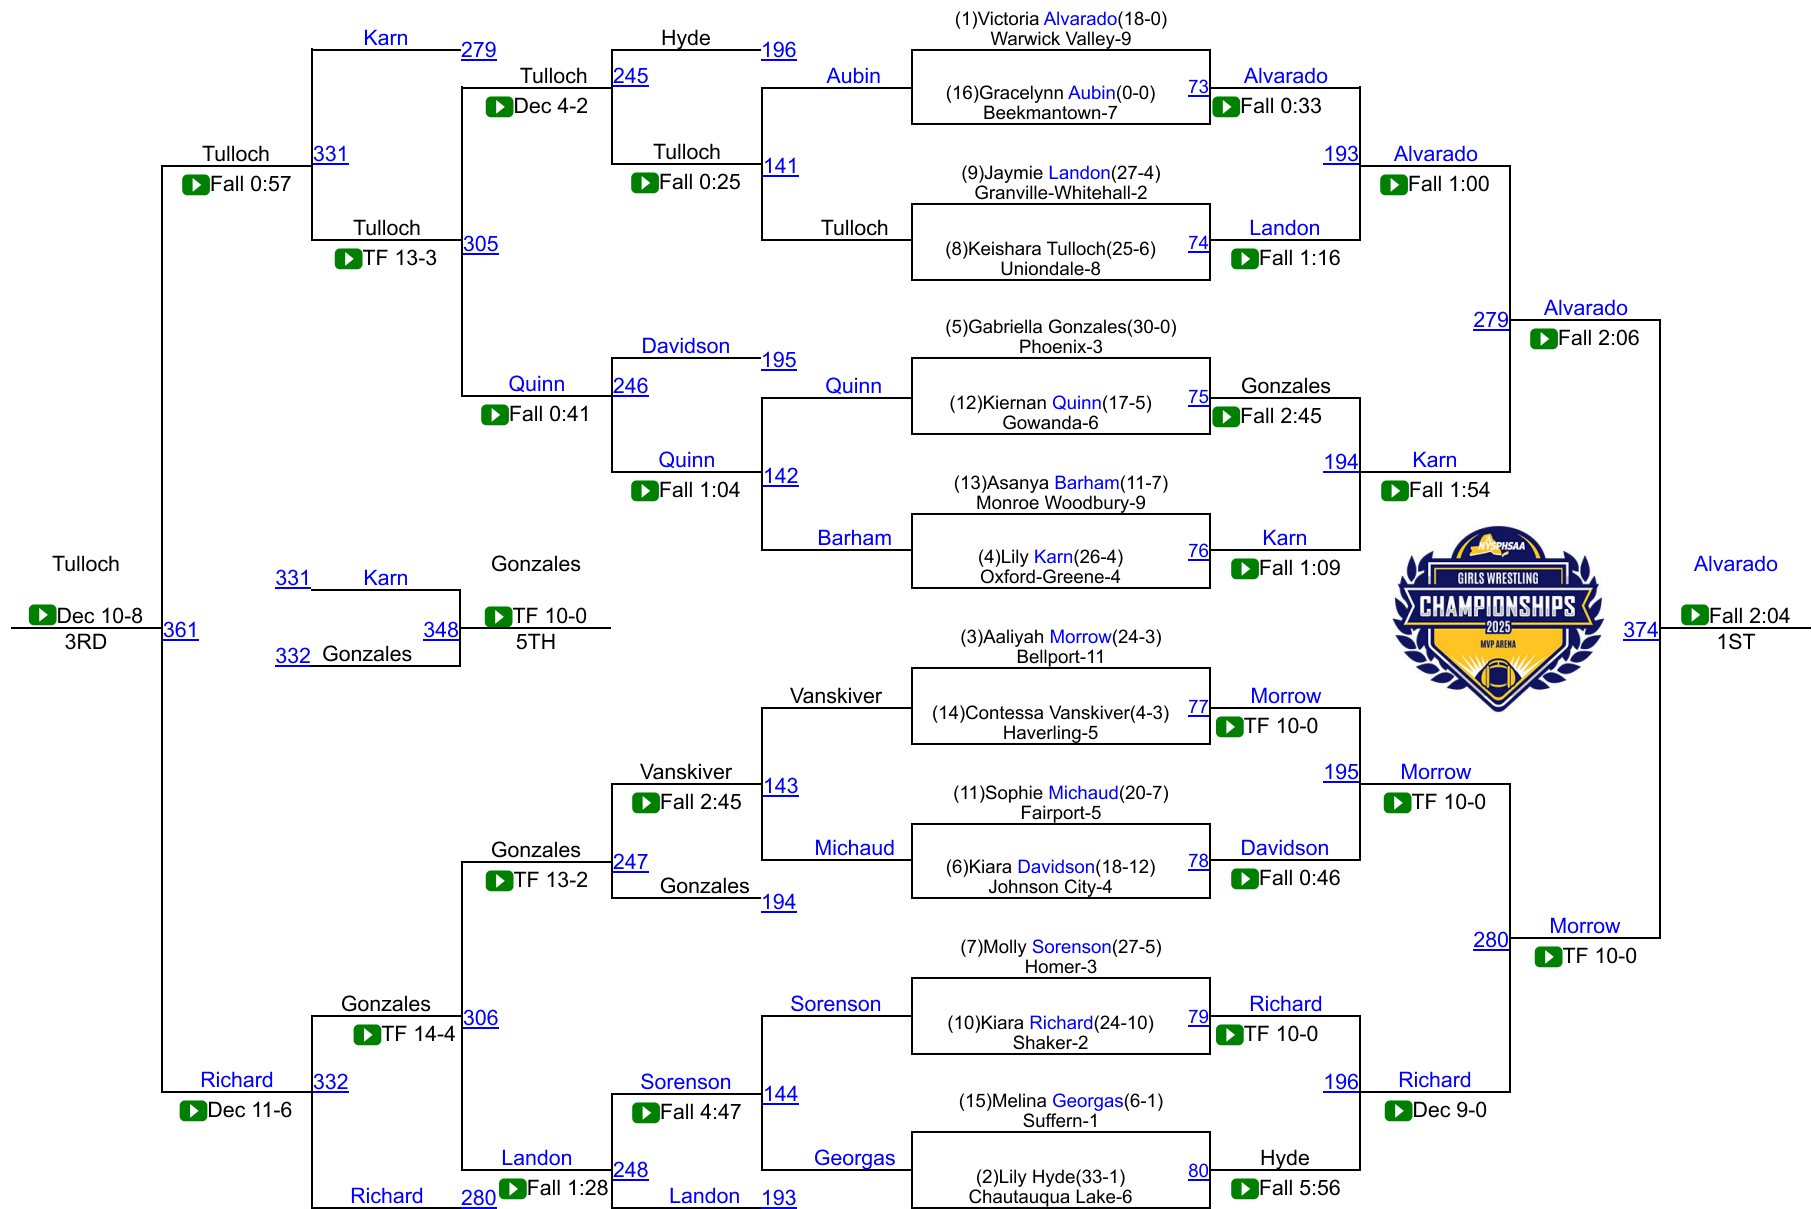 (1)Victoria Alvarado(18-0)
Warwick Valley-9
Karn
279
Hyde
196
Tulloch
245
Dec 4-2
Aubin
(16)Gracelynn Aubin(0-0)
Beekmantown-7
73
Alvarado
Fall 0:33
Tulloch
331
Fall 0:57
Tulloch
Fall 0:25
141
(9)Jaymie Landon(27-4)
Granville-Whitehall-2
193
Alvarado
Fall 1:00
Tulloch
TF 13-3
305
Tulloch
(8)Keishara Tulloch(25-6)
Uniondale-8
74
Landon
Fall 1:16
(5)Gabriella Gonzales(30-0)
Phoenix-3
279
Alvarado
Fall 2:06
Davidson
195
Quinn
246
Fall 0:41
Quinn
(12)Kiernan Quinn(17-5)
Gowanda-6
75
Gonzales
Fall 2:45
Quinn
Fall 1:04
142
(13)Asanya Barham(11-7)
Monroe Woodbury-9
194
Karn
Fall 1:54
Barham
(4)Lily Karn(26-4)
Oxford-Greene-4
76
Karn
Fall 1:09
NYSPHSAA
GIRLS WRESTLING
CHAMPIONSHIPS
2025
MVP ARENA
Tulloch
Dec 10-8
3RD
361
331
Karn
348
332
Gonzales
Gonzales
TF 10-0
5TH
374
Alvarado
Fall 2:04
1ST
(3)Aaliyah Morrow(24-3)
Bellport-11
Vanskiver
(14)Contessa Vanskiver(4-3)
Haverling-5
77
Morrow
TF 10-0
Vanskiver
Fall 2:45
143
(11)Sophie Michaud(20-7)
Fairport-5
195
Morrow
TF 10-0
Gonzales
TF 13-2
247
Michaud
(6)Kiara Davidson(18-12)
Johnson City-4
78
Davidson
Fall 0:46
Gonzales
194
280
Morrow
TF 10-0
(7)Molly Sorenson(27-5)
Homer-3
Gonzales
TF 14-4
306
Sorenson
(10)Kiara Richard(24-10)
Shaker-2
79
Richard
TF 10-0
Richard
332
Dec 11-6
Sorenson
Fall 4:47
144
(15)Melina Georgas(6-1)
Suffern-1
196
Richard
Dec 9-0
Landon
Fall 1:28
248
Georgas
(2)Lily Hyde(33-1)
Chautauqua Lake-6
80
Hyde
Fall 5:56
Richard
280
Landon
193